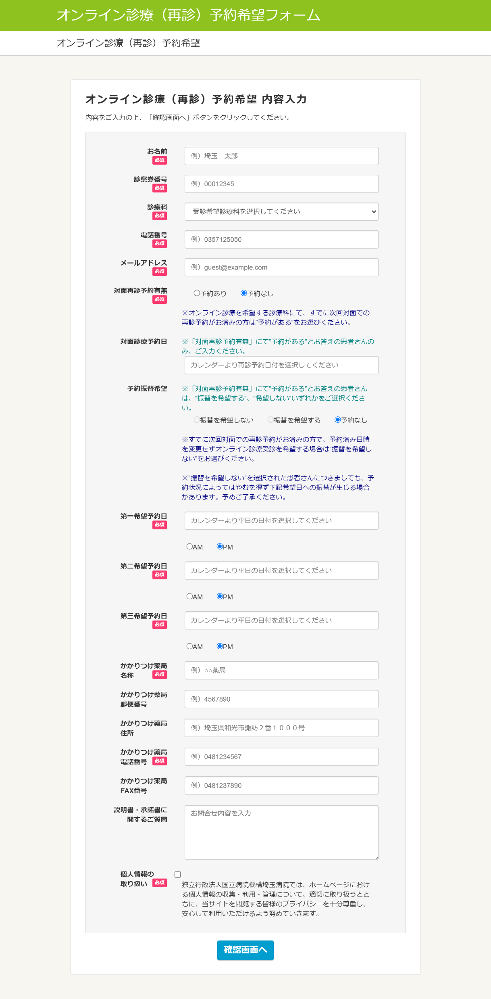 オンライン診療（再診）予約希望フォーム
オンライン診療（再診）予約希望
オンライン診療（再診）予約希望 内容入力
内容をご入力の上、「確認画面へ」ボタンをクリックしてください。
お名前
必須
例）埼玉　太郎
診察券番号
必須
例）00012345
診療科
必須
受診希望診療科を選択してください
電話番号
必須
例）0357125050
メールアドレス
必須
例）guest@example.com
対面再診予約有無
必須
予約あり 予約なし
※オンライン診療を希望する診療科にて、すでに次回対面での
再診予約がお済みの方は”予約がある”をお選びください。
対面診療予約日
※「対面再診予約有無」にて”予約がある”とお答えの患者さんの
み、ご入力ください。
カレンダーより再診予約日付を選択してください
予約振替希望
※「対面再診予約有無」にて”予約がある”とお答えの患者さん
は、”振替を希望する”、”希望しない”いずれかをご選択くださ
い。
振替を希望しない 振替を希望する 予約なし
※すでに次回対面での再診予約がお済みの方で、予約済み日時
を変更せずオンライン診療受診を希望する場合は”振替を希望し
ない”をお選びください。
※”振替を希望しない”を選択された患者さんにつきましても、予
約状況によってはやむを得ず下記希望日への振替が生じる場合
があります。予めご了承ください。
第一希望予約日
必須
カレンダーより平日の日付を選択してください
AM PM
第二希望予約日
必須
カレンダーより平日の日付を選択してください
AM PM
第三希望予約日
必須
カレンダーより平日の日付を選択してください
AM PM
かかりつけ薬局
名称 必須
例）○○薬局
かかりつけ薬局
郵便番号
例）4567890
かかりつけ薬局
住所
例）埼玉県和光市諏訪２番１０００号
かかりつけ薬局
電話番号 必須
例）0481234567
かかりつけ薬局
FAX番号
例）0481237890
説明書・承諾書に
関するご質問
お問合せ内容を入力
個人情報の
取り扱い 必須
独立行政法人国立病院機構埼玉病院では、ホームページにおけ
る個人情報の収集・利用・管理について、適切に取り扱うとと
もに、当サイトを閲覧する皆様のプライバシーを十分尊重し、
安心して利用いただけるよう努めていきます。
確認画面へ